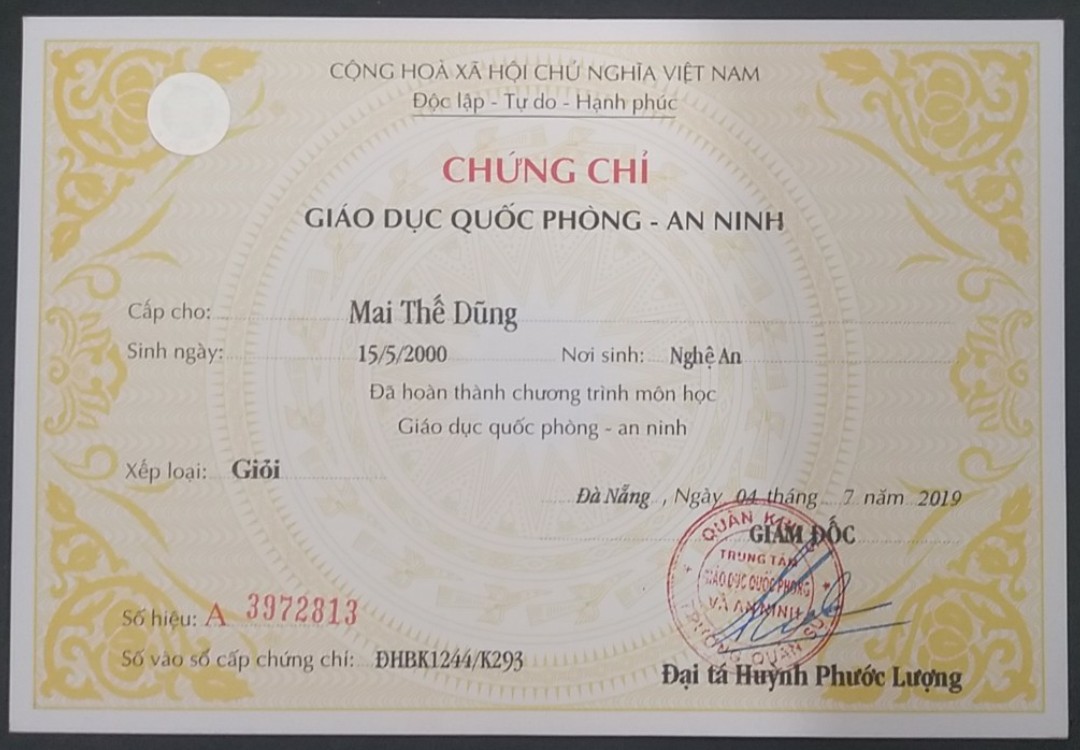 CỘNG HOÀ XÃ HỘI CHỦ NGHĨA VIỆT NAM
Độc lập - Tự do - Hạnh phúc
CHỨNG CHỈ
GIÁO DỤC QUỐC PHÒNG - AN NINH
Cấp cho: Mai Thế Dũng
Sinh ngày: 15/5/2000 Nơi sinh: Nghệ An
Đã hoàn thành chương trình môn học
Giáo dục quốc phòng - an ninh
Xếp loại: Giỏi
Đà Nẵng , Ngày 04 tháng 7 năm 2019
GIÁM ĐỐC
QUÂN
TRUNG TÂM
GIÁO DỤC QUỐC PHÒNG
VÀ AN NINH
TRƯỜNG QUÂN SỰ
Số hiệu: A 3972813
Số vào sổ cấp chứng chỉ: ĐHBK1244/K293
Đại tá Huỳnh Phước Lượng